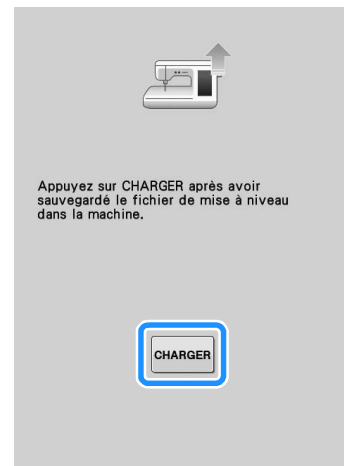 Appuyez sur CHARGER après avoir
sauvegardé le fichier de mise à niveau
dans la machine.
CHARGER